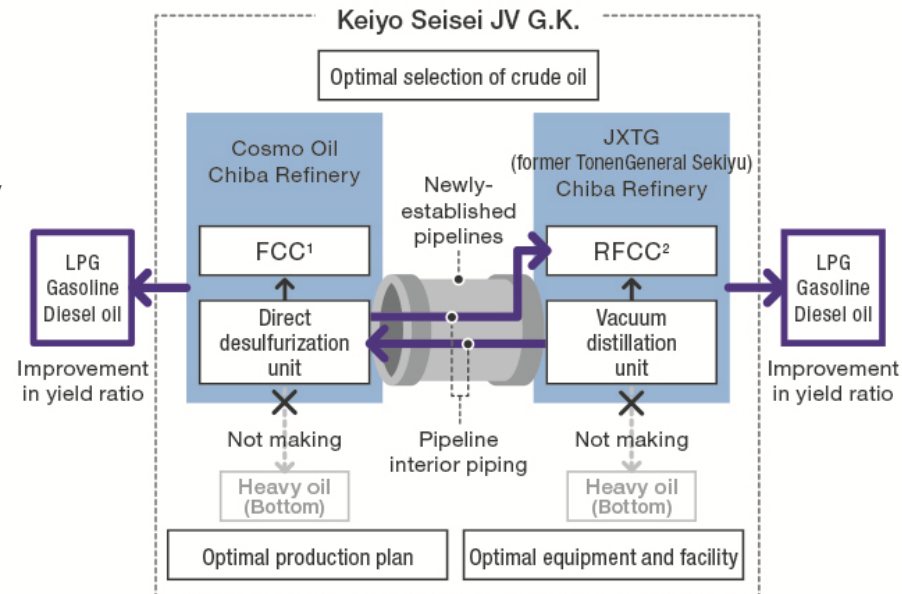 Keiyo Seisei JV G.K.
Optimal selection of crude oil
Cosmo Oil
Chiba Refinery
JXTG
(former TonenGeneral Sekiyu)
Chiba Refinery
Newly-
established
pipelines
FCC¹
RFCC²
LPG
Gasoline
Diesel oil
Improvement
in yield ratio
Direct
desulfurization
unit
Vacuum
distillation
unit
LPG
Gasoline
Diesel oil
Improvement
in yield ratio
Not making
Pipeline
interior piping
Not making
Heavy oil
(Bottom)
Heavy oil
(Bottom)
Optimal production plan
Optimal equipment and facility